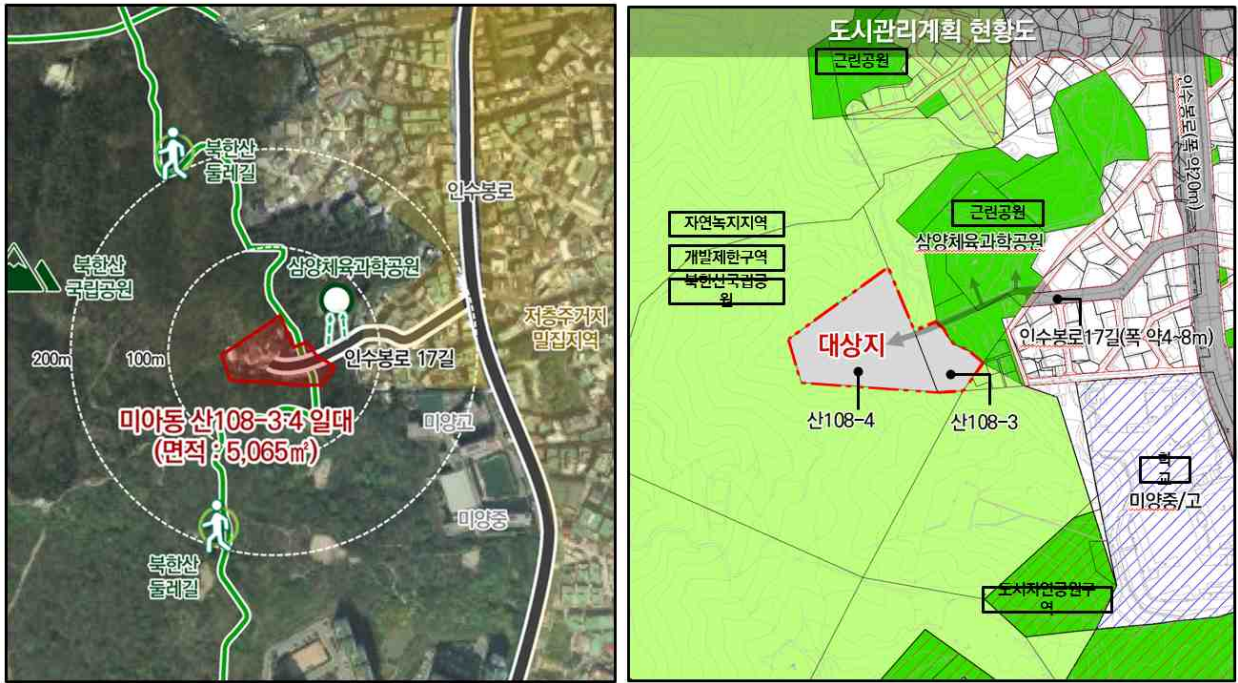 북한산
둘레길
인수봉로
북한산
국립공원
삼양체육과학공원
저층주거지
밀집지역
200m
100m
인수봉로 17길
미아동 산108-3·4 일대
(면적 : 5,065㎡)
미양고
미양중
북한산
둘레길
도시관리계획 현황도
근린공원
인수봉로(폭 약20m)
자연녹지지역
개발제한구역
북한산국립공
원
근린공원
삼양체육과학공원
대상지
인수봉로17길(폭 약4~8m)
산108-4
산108-3
학
교
미양중/고
도시자연공원구
역